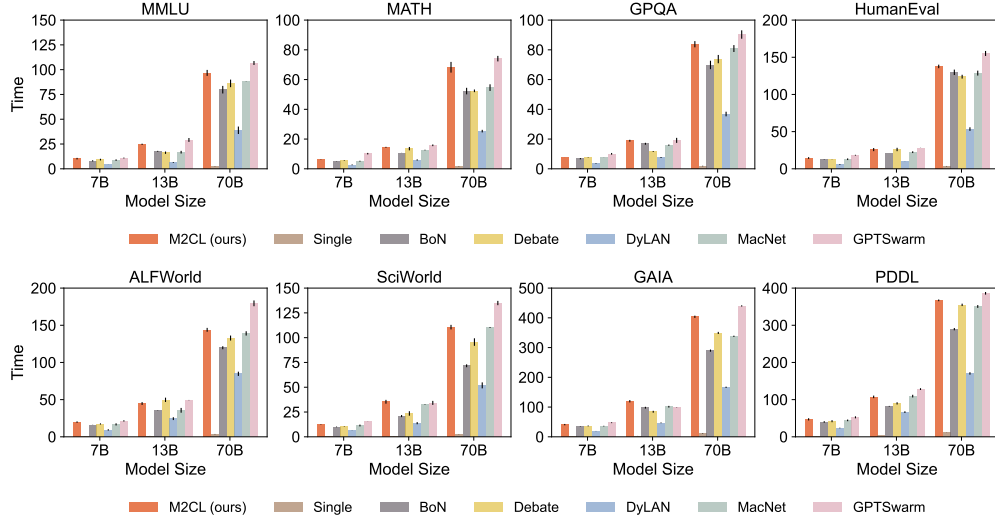 MMLU MATH GPQA HumanEval
150 100 100
125 80 80 200
100 60 60 150
75 40 40 100
50 20 20 50
25 0 0 0
0
Time
7B 13B 70B 7B 13B 70B 7B 13B 70B 7B 13B 70B
Model Size Model Size Model Size Model Size
M2CL (ours) Single BoN Debate DyLAN MacNet GPTSwarm
ALFWorld SciWorld GAIA PDDL
200 150 500 400
150 125 400 300
100 100 300 200
50 75 200 100
0 50 100 0
25 0
0
Time
7B 13B 70B 7B 13B 70B 7B 13B 70B 7B 13B 70B
Model Size Model Size Model Size Model Size
M2CL (ours) Single BoN Debate DyLAN MacNet GPTSwarm